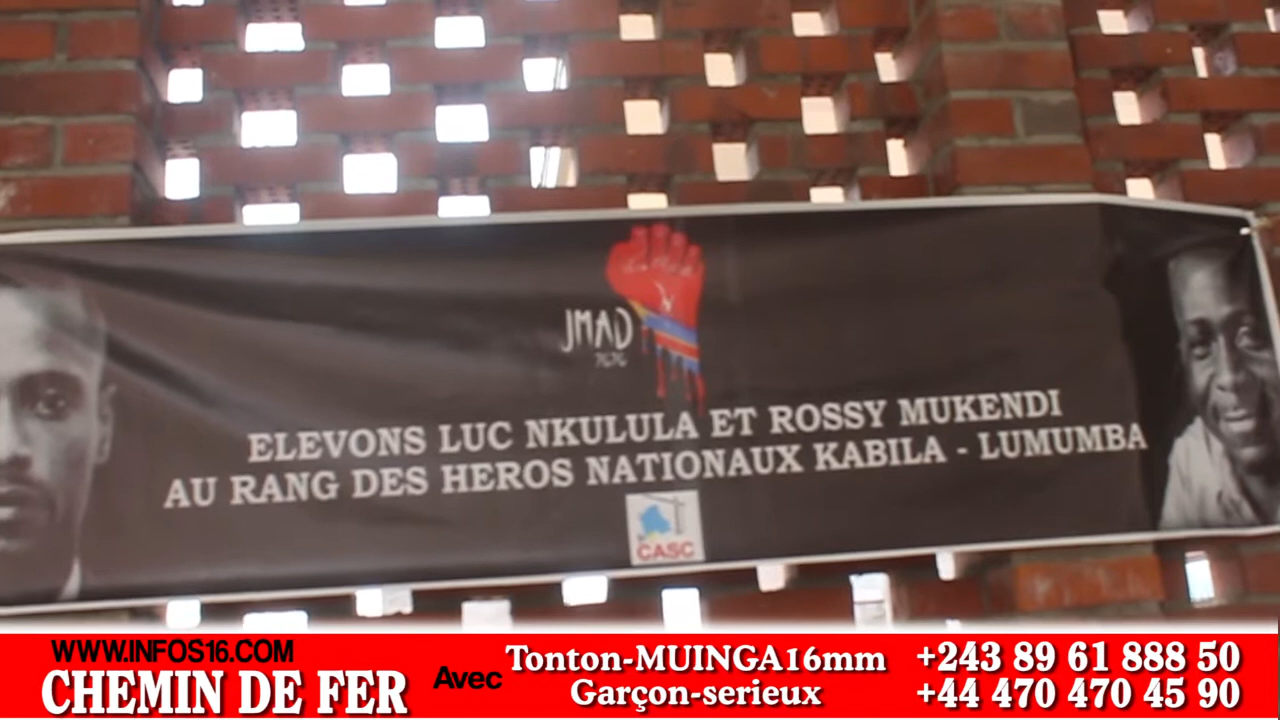 JMAD
7676
ELEVONS LUC NKULULA ET ROSSY MUKENDI
AU RANG DES HEROS NATIONAUX KABILA - LUMUMBA
CASC
WWW.INFOS16.COM
CHEMIN DE FER
Avec
Tonton-MUINGA16mm
Garçon-serieux
+243 89 61 888 50
+44 470 470 45 90